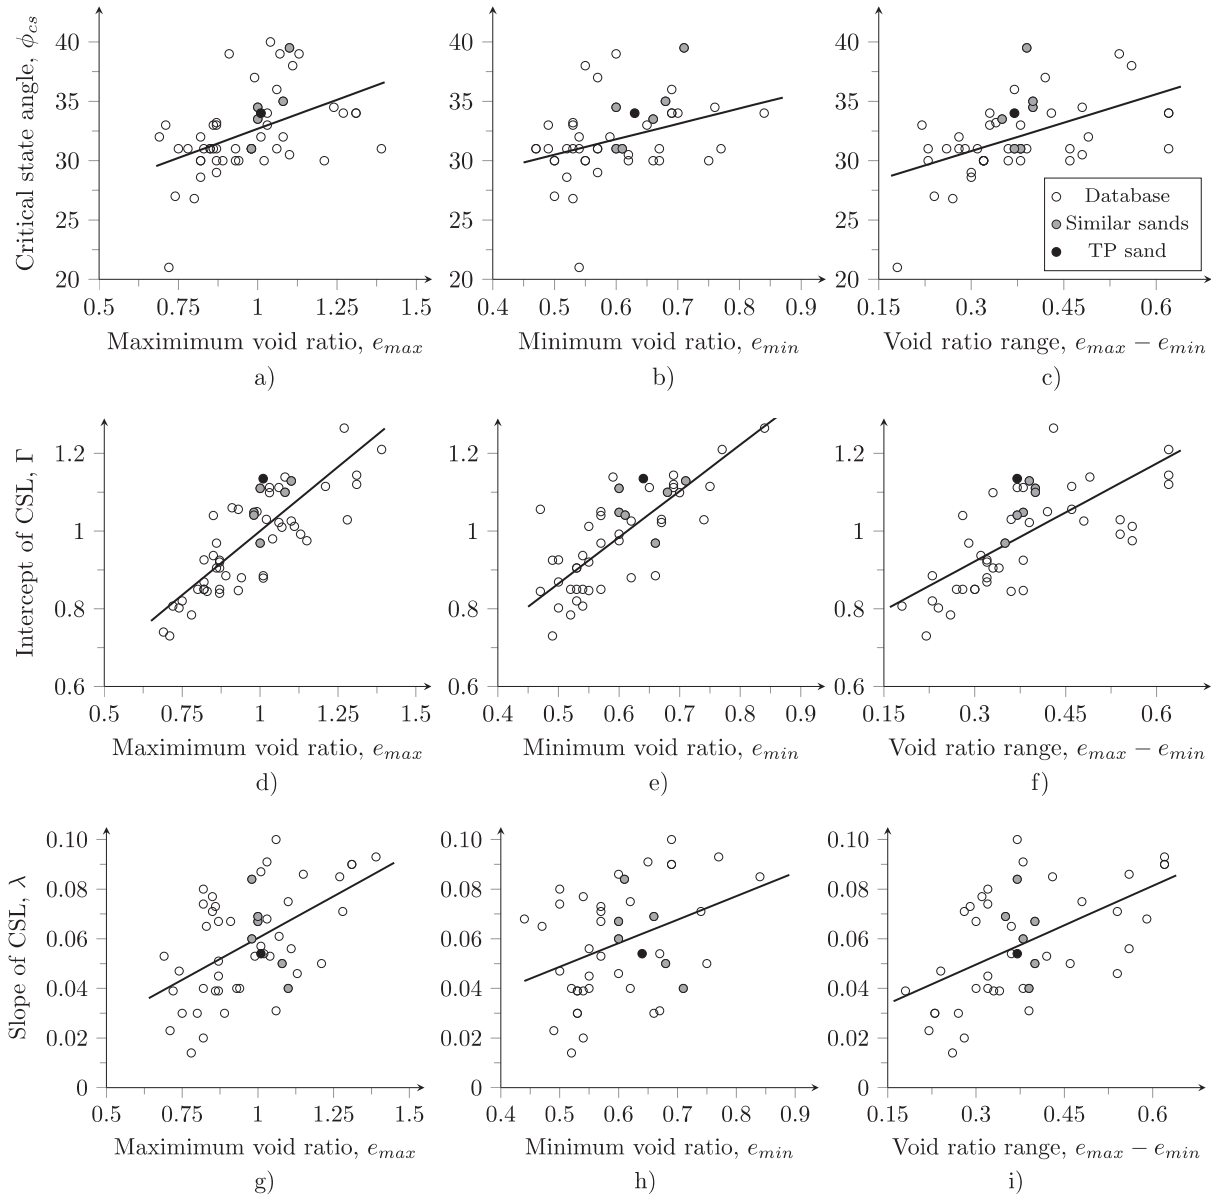 Critical state angle, ϕcs
40
35
30
25
20
0.5 0.75 1 1.25 1.5
Maximimum void ratio, emax
a)
40
35
30
25
20
0.4 0.5 0.6 0.7 0.8 0.9
Minimum void ratio, emin
b)
40
35
30
25
20
0.15 0.3 0.45 0.6
Void ratio range, emax − emin
c)
Database
Similar sands
TP sand
Intercept of CSL, Γ
1.2
1
0.8
0.6
0.5 0.75 1 1.25 1.5
Maximimum void ratio, emax
d)
1.2
1
0.8
0.6
0.4 0.5 0.6 0.7 0.8 0.9
Minimum void ratio, emin
e)
1.2
1
0.8
0.6
0.15 0.3 0.45 0.6
Void ratio range, emax − emin
f)
Slope of CSL, λ
0.10
0.08
0.06
0.04
0.02
0
0.5 0.75 1 1.25 1.5
Maximimum void ratio, emax
g)
0.10
0.08
0.06
0.04
0.02
0
0.4 0.5 0.6 0.7 0.8 0.9
Minimum void ratio, emin
h)
0.10
0.08
0.06
0.04
0.02
0
0.15 0.3 0.45 0.6
Void ratio range, emax − emin
i)